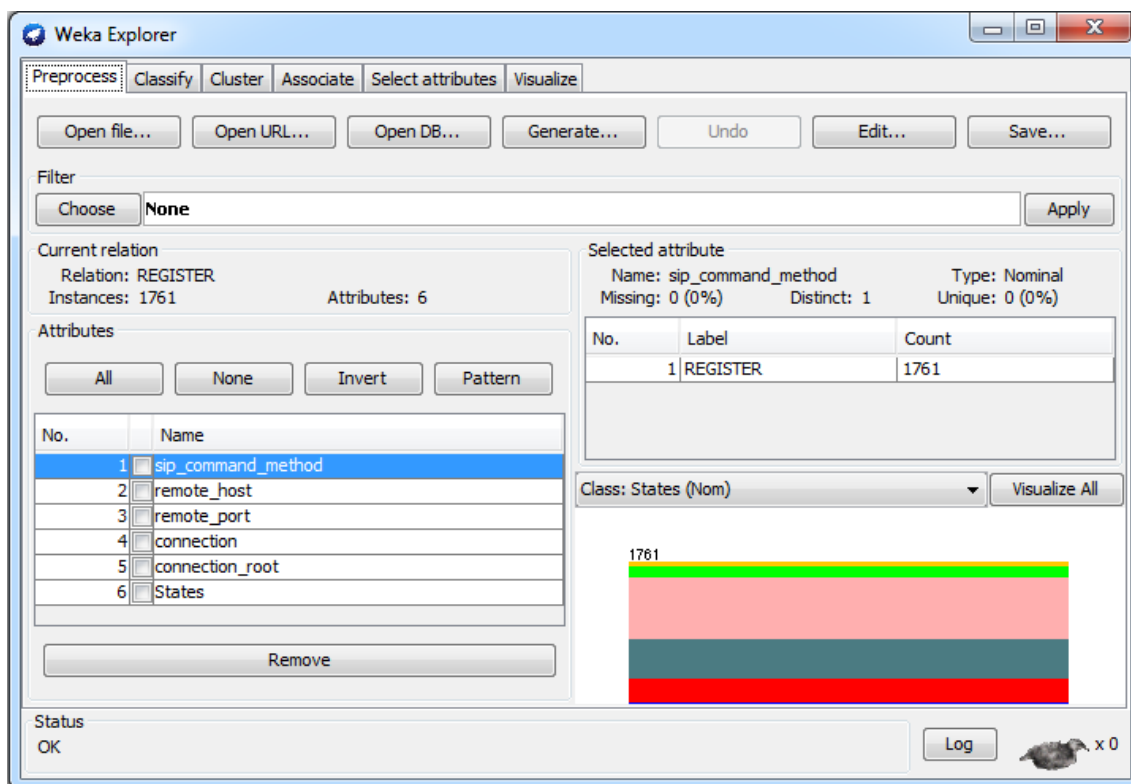 Weka Explorer
Preprocess Classify Cluster Associate Select attributes Visualize
Open file... Open URL... Open DB... Generate... Undo Edit... Save...
Filter
Choose None Apply
Current relation
Relation: REGISTER
Instances: 1761 Attributes: 6
Selected attribute
Name: sip_command_method Type: Nominal
Missing: 0 (0%) Distinct: 1 Unique: 0 (0%)
No. Label Count
1 REGISTER 1761
Attributes
All None Invert Pattern
No. Name
1 sip_command_method
2 remote_host
3 remote_port
4 connection
5 connection_root
6 States
Remove
Class: States (Nom) Visualize All
1761
Status
OK
Log x 0